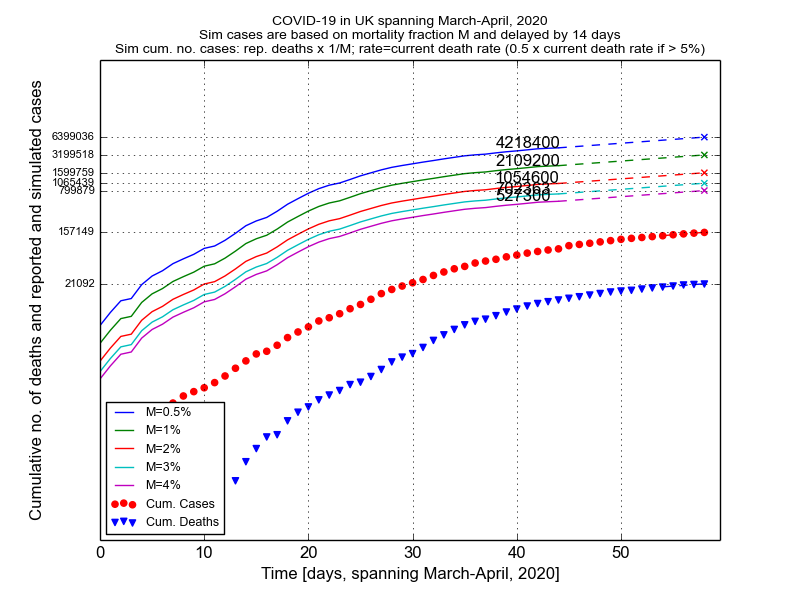 COVID-19 in UK spanning March-April, 2020
Sim cases are based on mortality fraction M and delayed by 14 days
Sim cum. no. cases: rep. deaths x 1/M; rate=current death rate (0.5 x current death rate if > 5%)
Cumulative no. of deaths and reported and simulated cases
6399036
3199518
1599759
1065439
799879
157149
21092
4218400
2109200
1054600
527300
M=0.5%
M=1%
M=2%
M=3%
M=4%
Cum. Cases
Cum. Deaths
0 10 20 30 40 50
Time [days, spanning March-April, 2020]